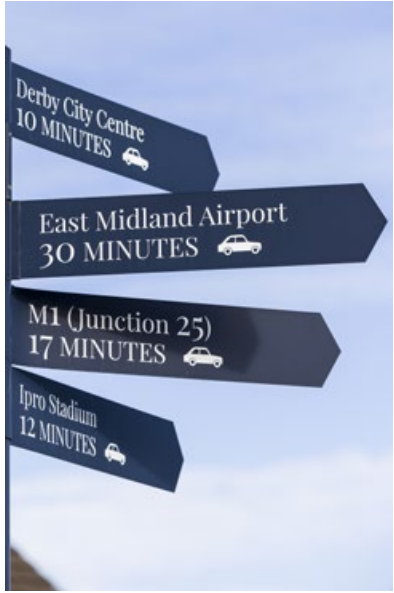 Derby City Centre
10 MINUTES
East Midland Airport
30 MINUTES
M1 (Junction 25)
17 MINUTES
Ipro Stadium
12 MINUTES